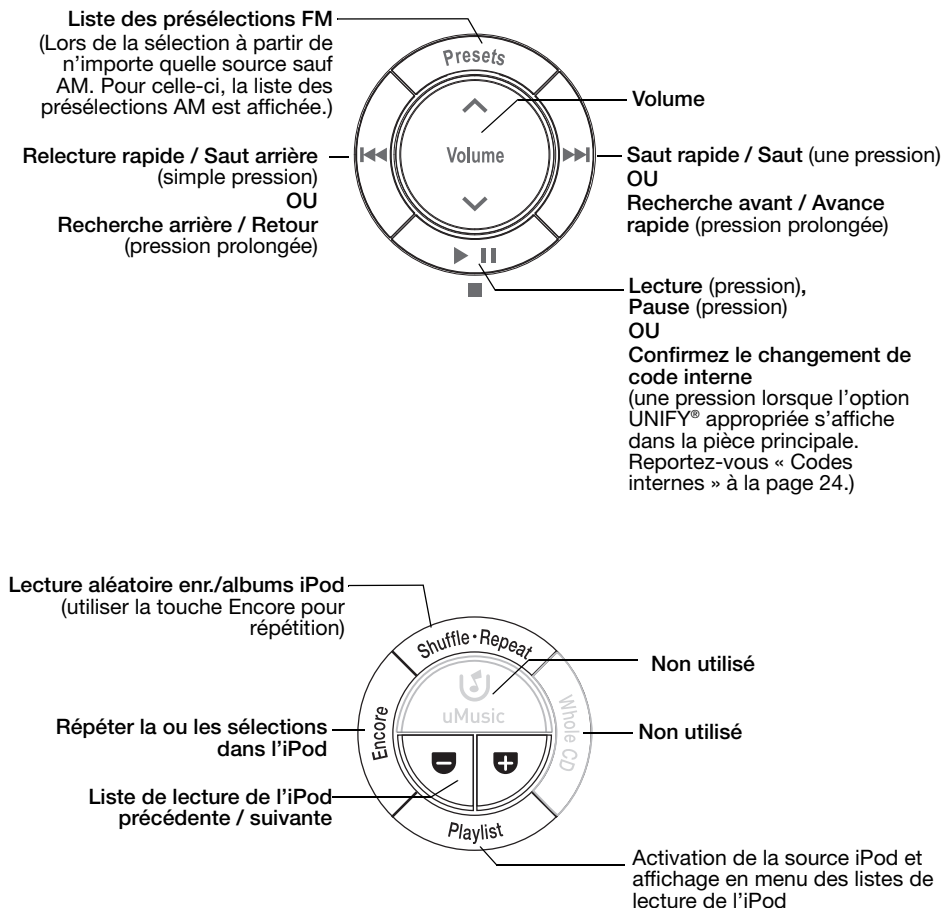 Liste des présélections FM
(Lors de la sélection à partir de
n’importe quelle source sauf
AM. Pour celle-ci, la liste des
présélections AM est affichée.)
Presets
Volume
Volume
Relecture rapide / Saut arrière
(simple pression)
OU
Recherche arrière / Retour
(pression prolongée)
Saut rapide / Saut (une pression)
OU
Recherche avant / Avance
rapide (pression prolongée)
Lecture (pression),
Pause (pression)
OU
Confirmez le changement de
code interne
(une pression lorsque l’option
UNIFY® appropriée s’affiche
dans la pièce principale.
Reportez-vous « Codes
internes » à la page 24.)
Lecture aléatoire enr./albums iPod
(utiliser la touche Encore pour
répétition)
Shuffle•Repeat
uMusic
Non utilisé
Whole CD
Non utilisé
Encore
Répéter la ou les sélections
dans l’iPod
Liste de lecture de l’iPod
précédente / suivante
Playlist
Activation de la source iPod et
affichage en menu des listes de
lecture de l’iPod